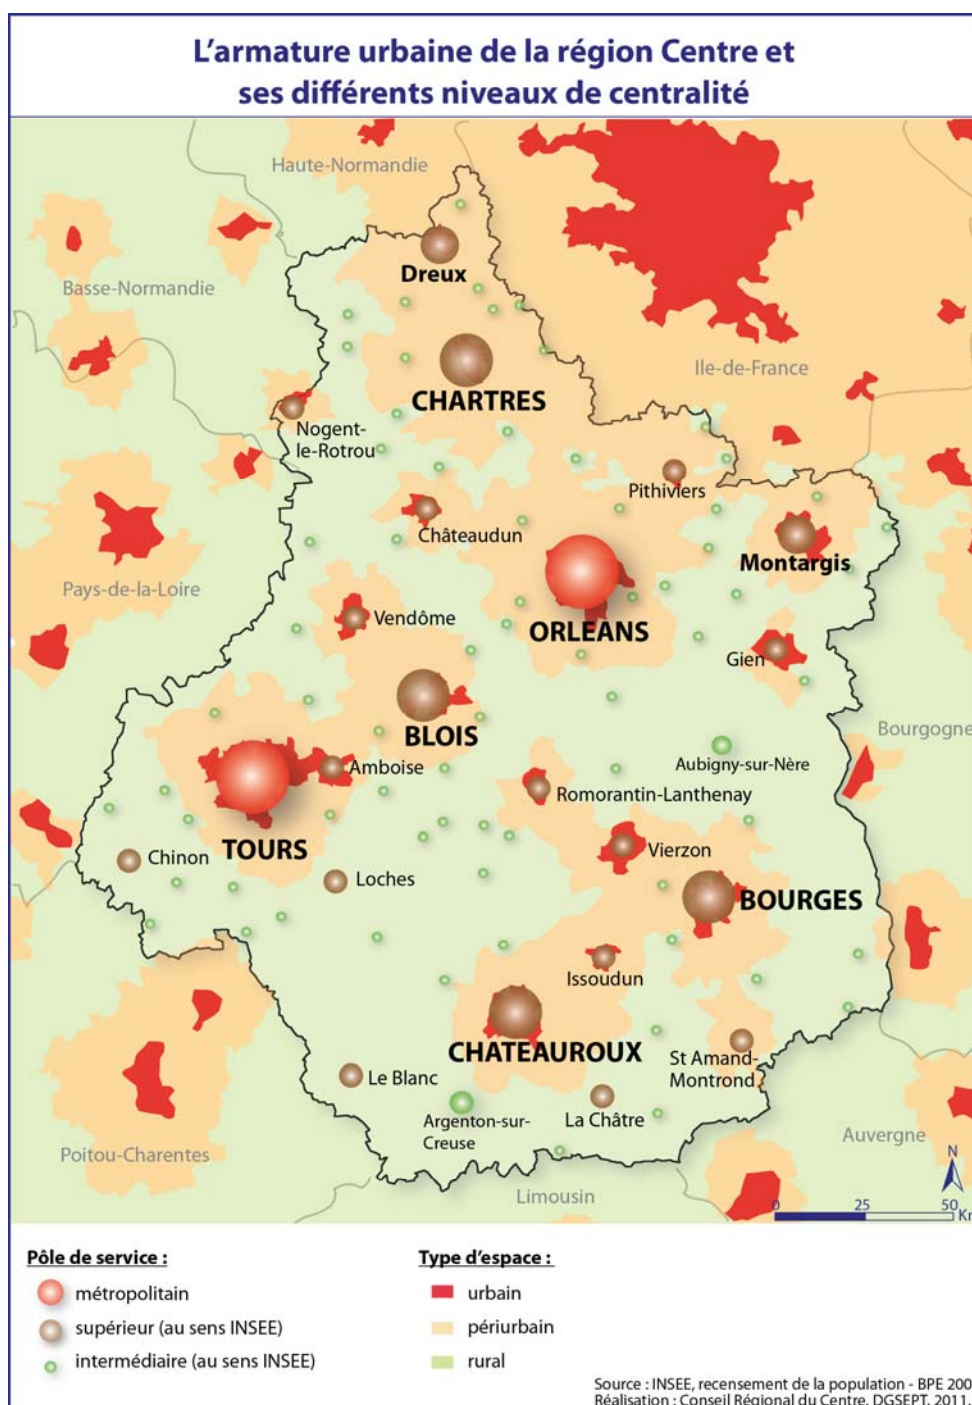 L'armature urbaine de la région Centre et
ses différents niveaux de centralité
Haute-Normandie
Dreux
Basse-Normandie
Ile-de-France
CHARTRES
Nogent-
le-Rotrou
Pithiviers
Châteaudun
Montargis
Pays-de-la-Loire
Vendôme
ORLEANS
Gien
BLOIS
Bourgogne
Aubigny-sur-Nère
Amboise
Romorantin-Lanthenay
TOURS
Vierzon
Chinon
Loches
BOURGES
Issoudun
CHATEAUROUX
St Amand-
Montrond
Le Blanc
Argenton-sur-
Creuse
La Châtre
Auvergne
Poitou-Charentes
Limousin
N
0 25 50 Km
Pôle de service :
métropolitain
supérieur (au sens INSEE)
intermédiaire (au sens INSEE)
Type d'espace :
urbain
périurbain
rural
Source : INSEE, recensement de la population - BPE 200
Réalisation : Conseil Régional du Centre, DGSEPT, 2011.